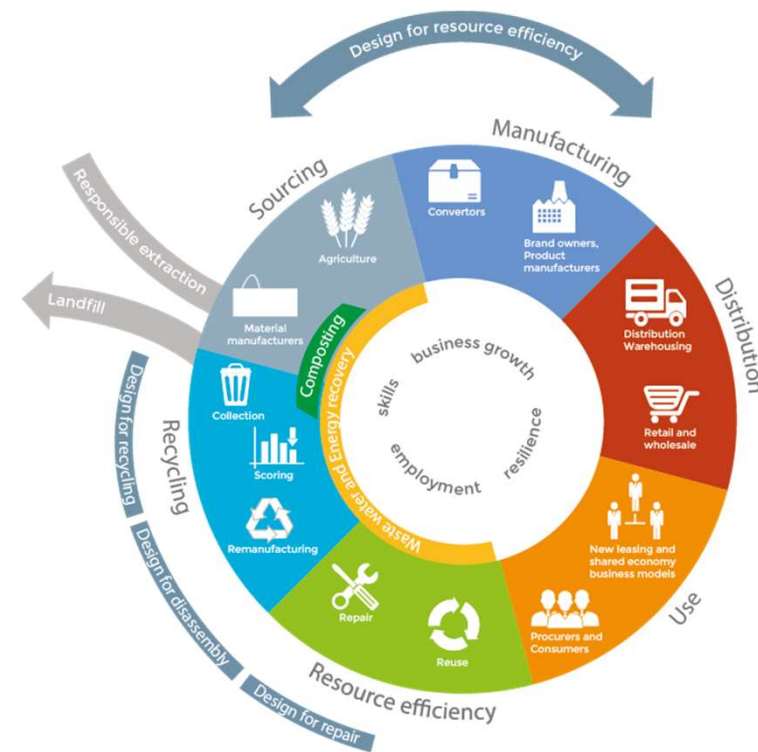 Design for resource efficiency
Manufacturing
Sourcing
Convertors
Brand owners,
Product
manufacturers
Agriculture
Material
manufacturers
Responsible extraction
Landfill
Distribution
Distribution
Warehousing
Retail and
wholesale
Composting
Waste water and Energy recovery
business growth
skills
resilience
employment
Recycling
Collection
Scoring
Remanufacturing
Design for recycling
Design for disassembly
Design for repair
Use
New leasing and
shared economy
business models
Procurers and
Consumers
Resource efficiency
Repair
Reuse